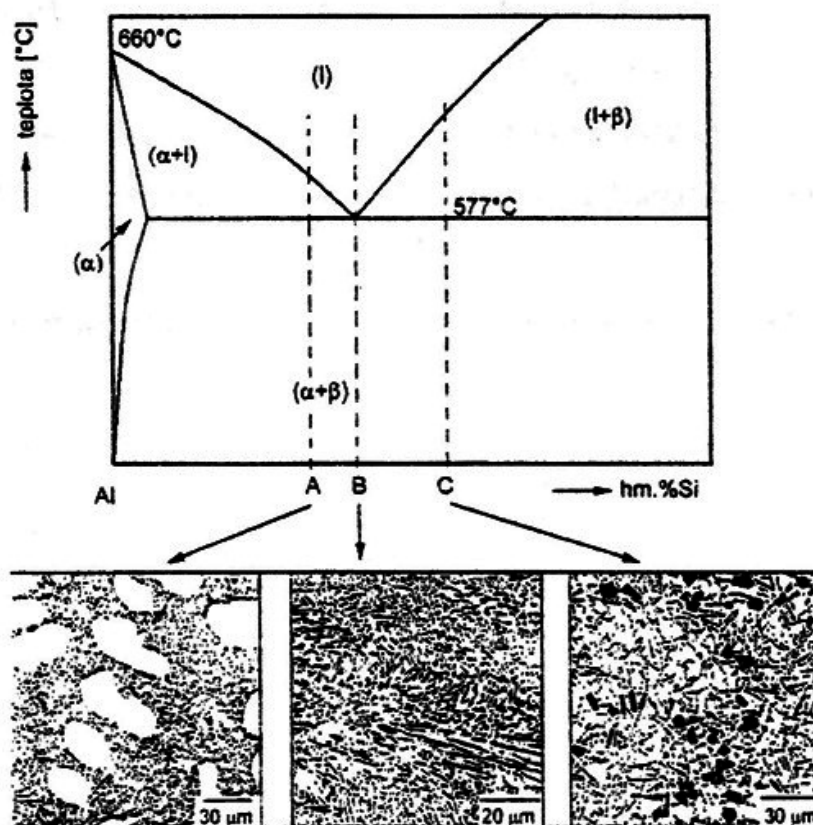 teplota [°C]
660°C
(l)
(α+l)
(l+β)
577°C
(α)
(α+β)
Al
A B C hm.%Si
30 μm
20 μm
30 μm